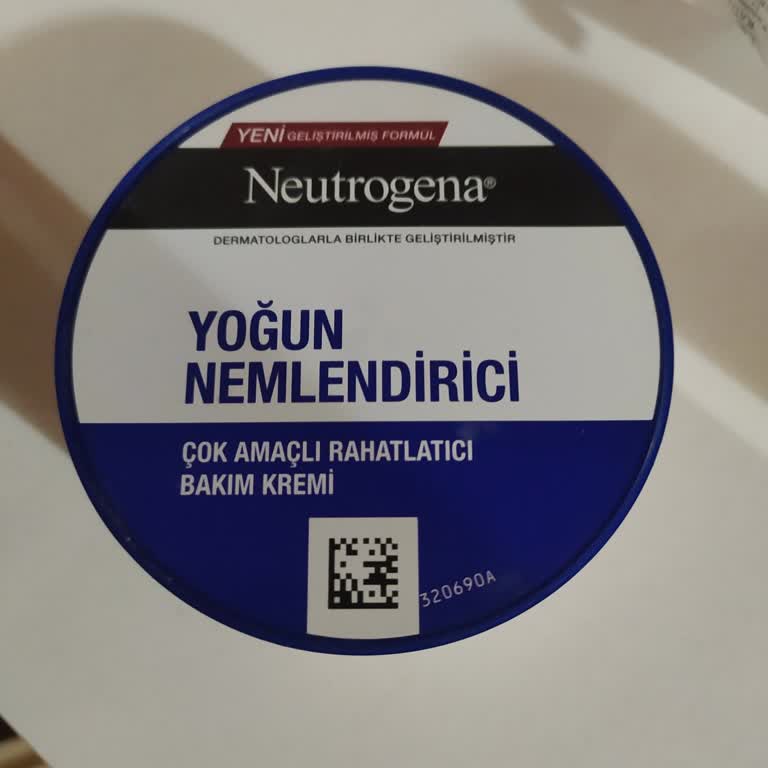 YENİ GELİŞTİRİLMİŞ FORMÜL
Neutrogena®
DERMATOLOGLARLA BİRLİKTE GELİŞTİRİLMİŞTİR
YOĞUN
NEMLENDİRİCİ
ÇOK AMAÇLI RAHATLATICI
BAKIM KREMİ
320690A